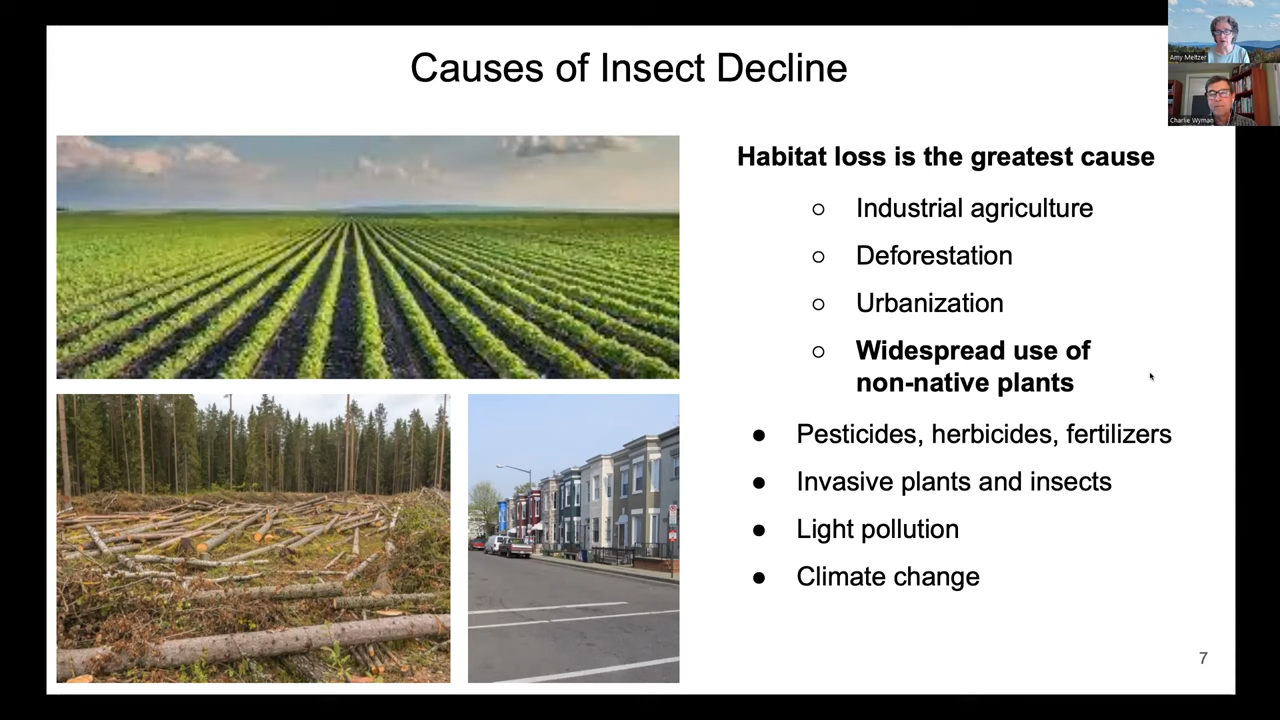 Causes of Insect Decline
Amy Meltzer
Charlie Wyman
Habitat loss is the greatest cause
○ Industrial agriculture
○ Deforestation
○ Urbanization
○ Widespread use of
non-native plants
● Pesticides, herbicides, fertilizers
● Invasive plants and insects
● Light pollution
● Climate change
7